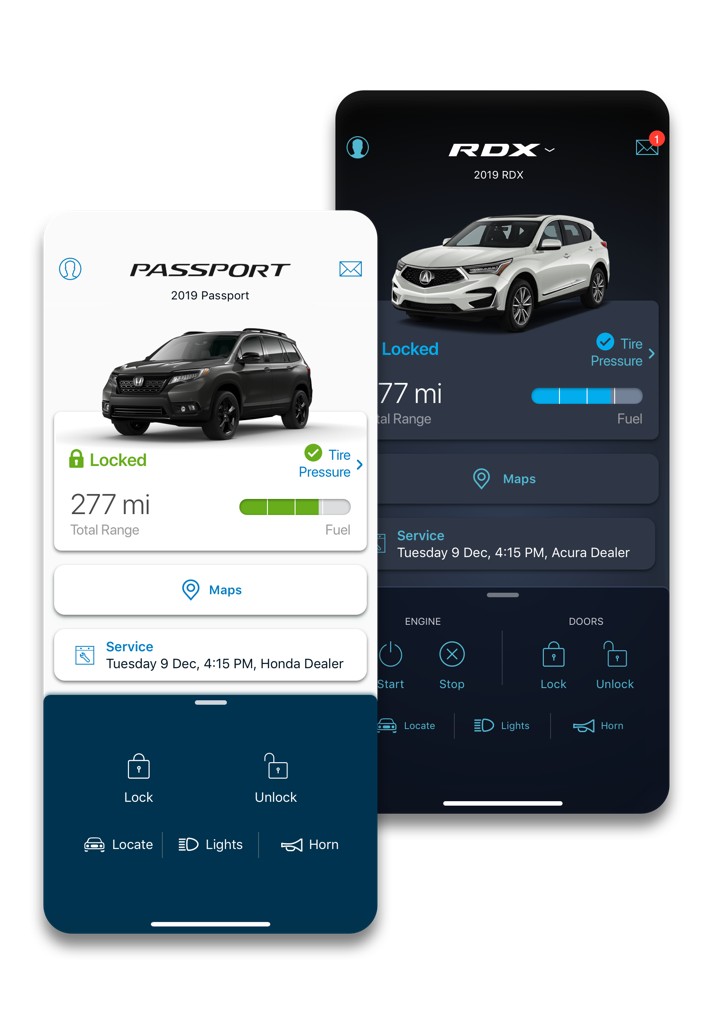 PASSPORT
2019 Passport
Locked
Tire
Pressure
277 mi
Total Range
Fuel
Maps
Service
Tuesday 9 Dec, 4:15 PM, Honda Dealer
Lock
Unlock
Locate
Lights
Horn
RDX
1
2019 RDX
Locked
Tire
Pressure
77 mi
tal Range
Fuel
Maps
Service
Tuesday 9 Dec, 4:15 PM, Acura Dealer
ENGINE
DOORS
Start
Stop
Lock
Unlock
Locate
Lights
Horn